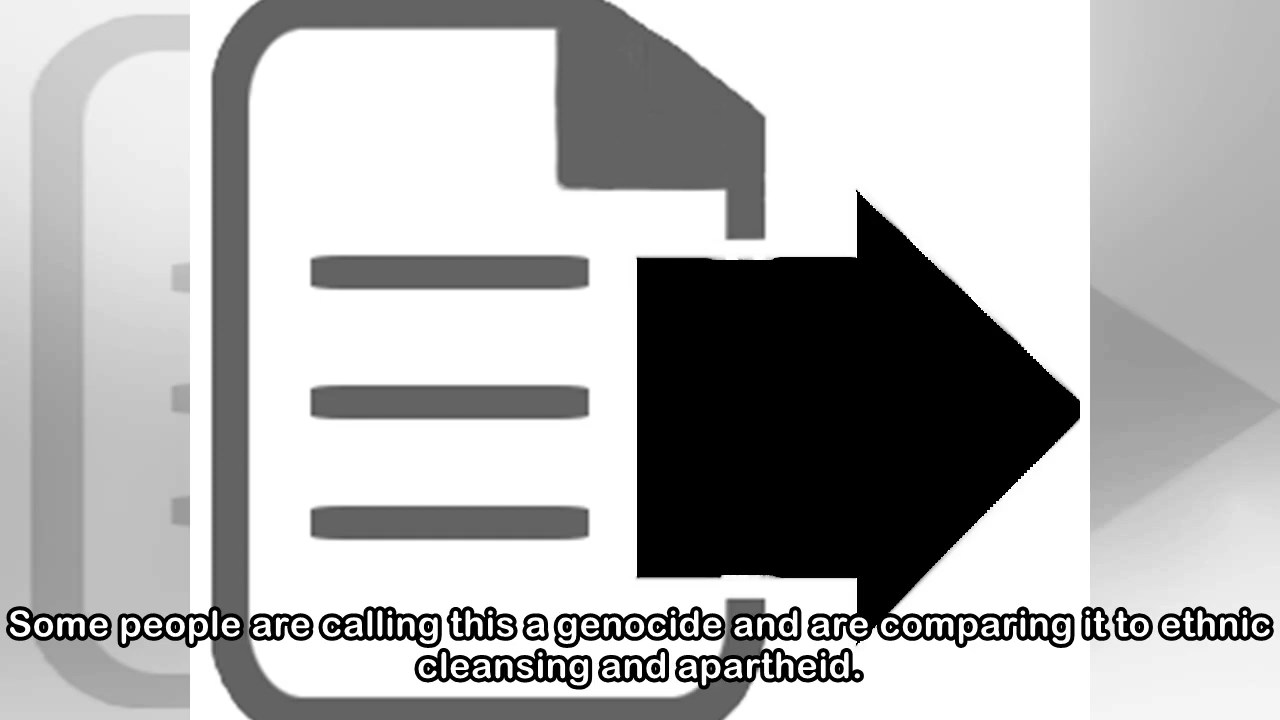 Some people are calling this a genocide and are comparing it to ethnic
cleansing and apartheid.